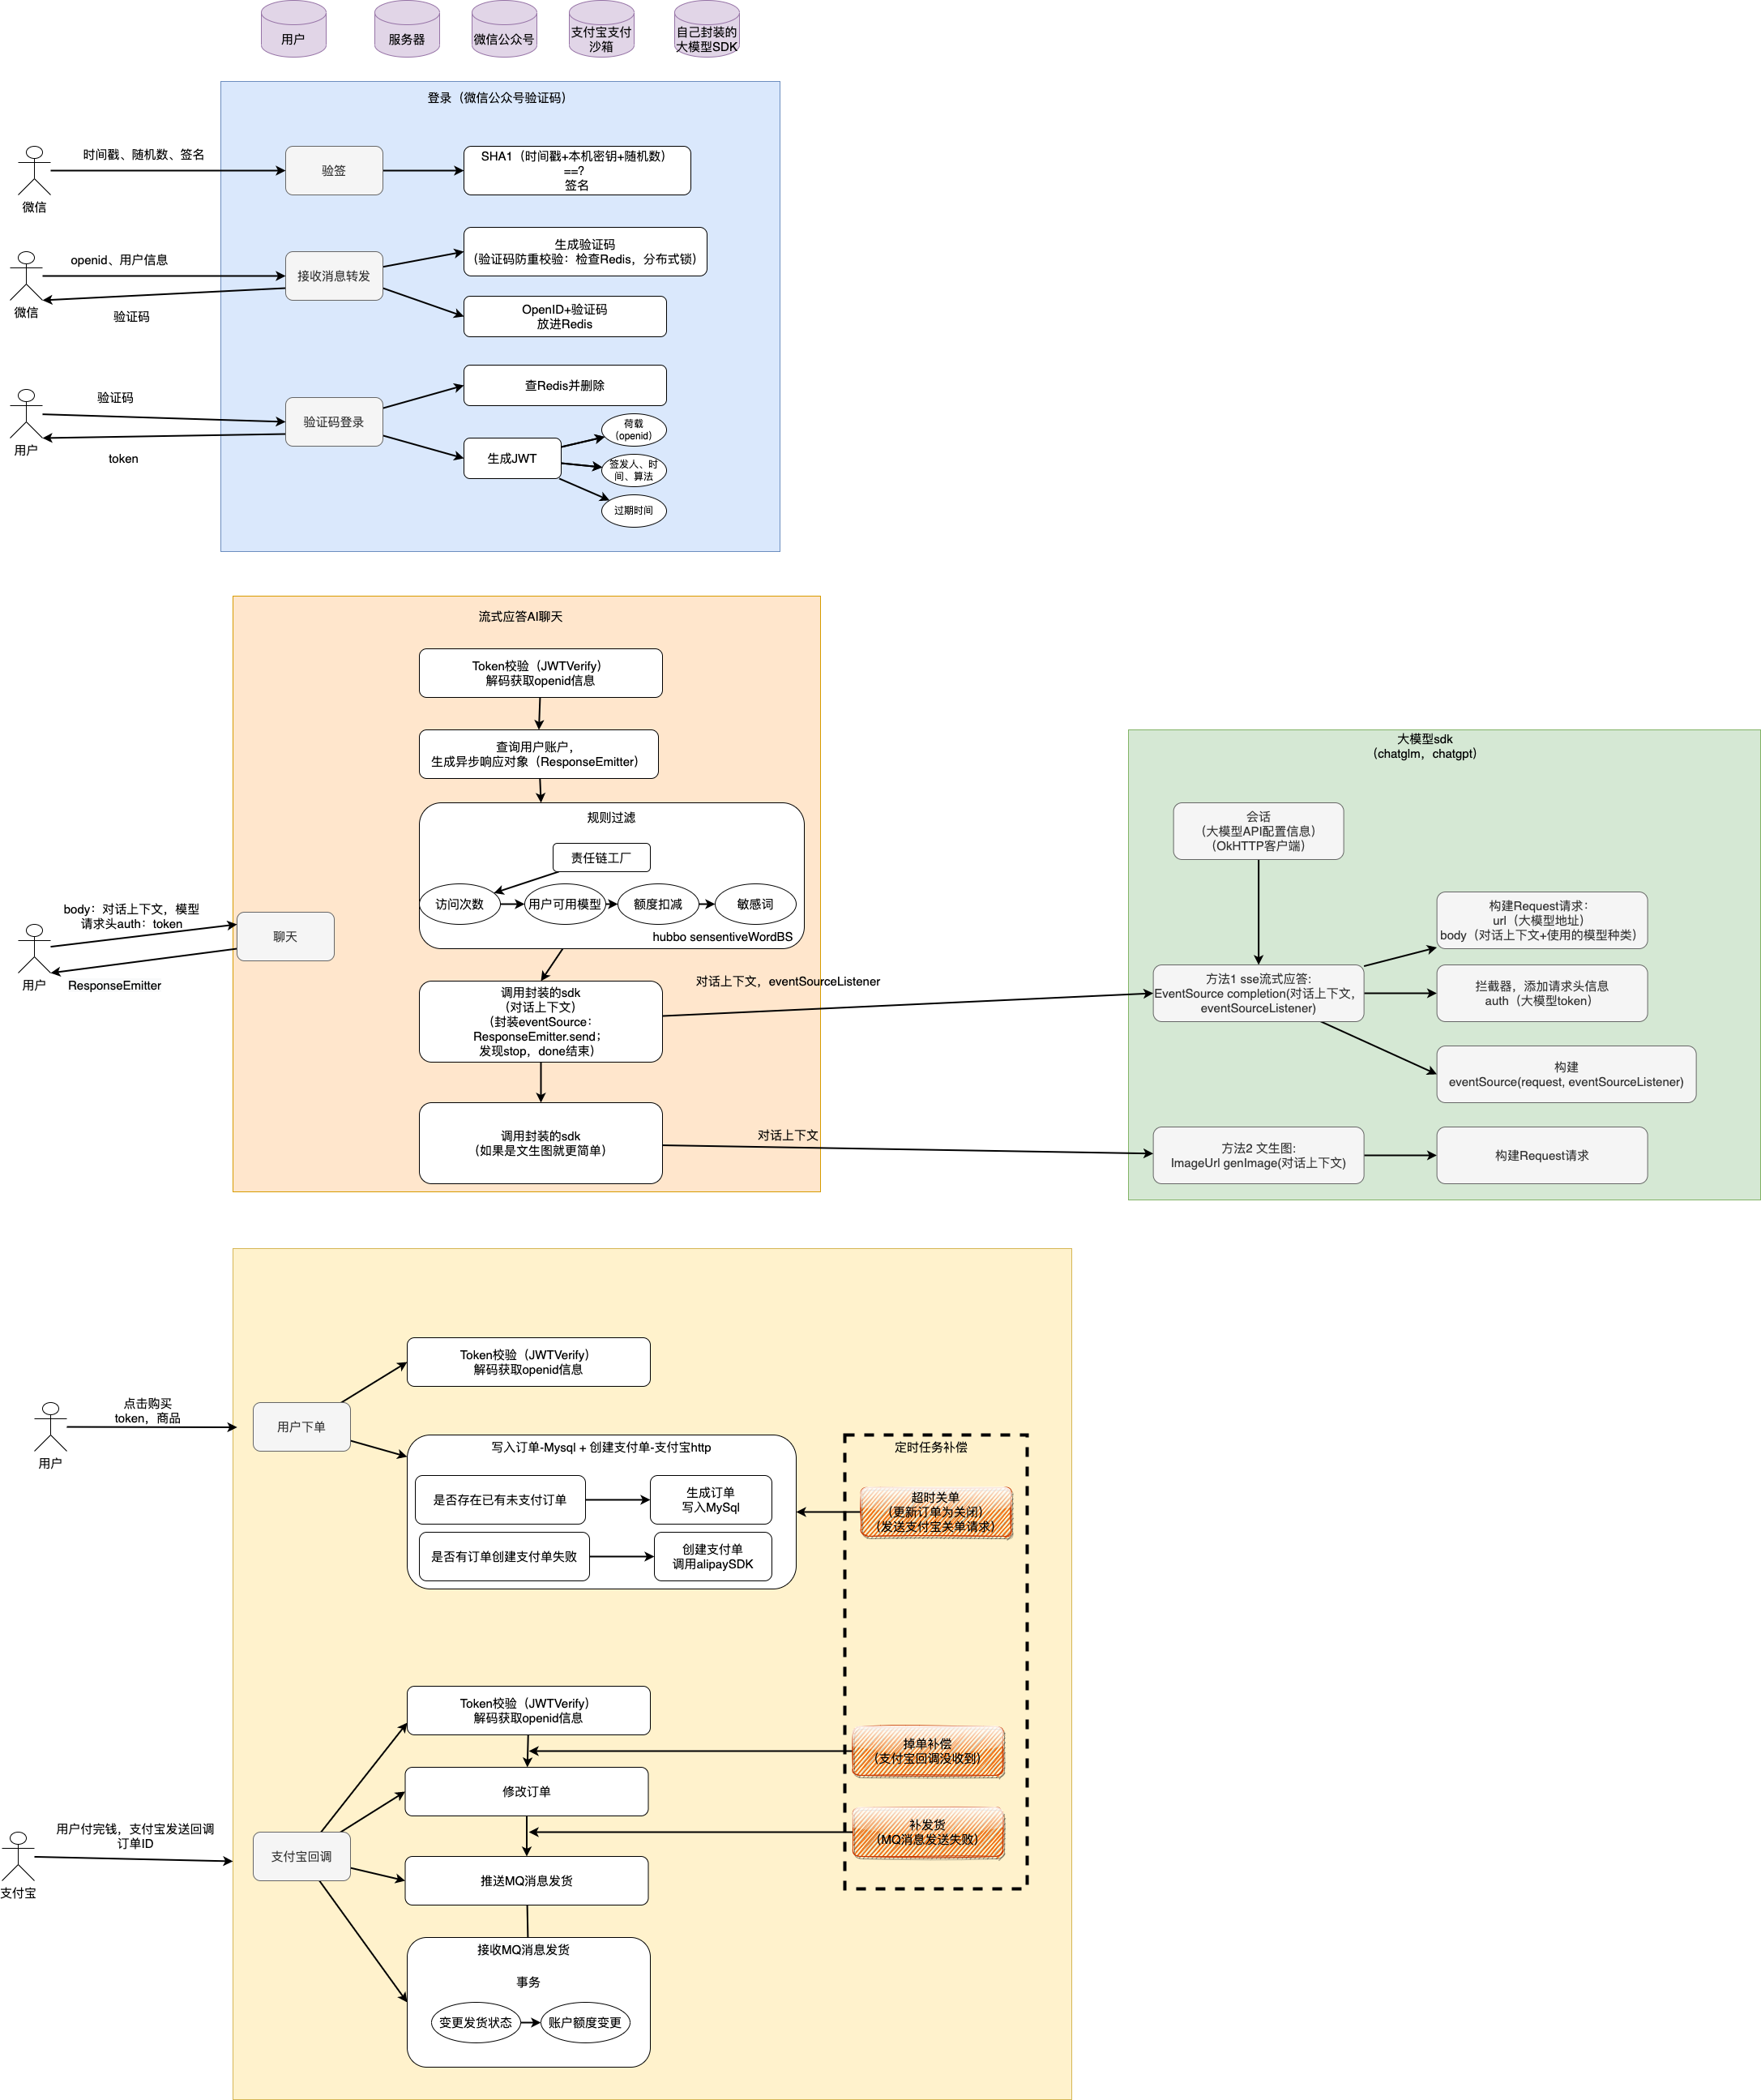 用户
服务器
微信公众号
支付宝支付
沙箱
自己封装的
大模型SDK
登录（微信公众号验证码）
时间戳、随机数、签名
微信
验签
SHA1（时间戳+本机密钥+随机数）
==?
签名
openid、用户信息
微信
验证码
接收消息转发
生成验证码
（验证码防重校验：检查Redis，分布式锁）
OpenID+验证码
放进Redis
验证码
用户
token
验证码登录
查Redis并删除
生成JWT
荷载
（openid）
签发人、时
间、算法
过期时间
流式应答AI聊天
Token校验（JWTVerify）
解码获取openid信息
查询用户账户，
生成异步响应对象（ResponseEmitter）
规则过滤
责任链工厂
访问次数
用户可用模型
额度扣减
敏感词
hubbo sensentiveWordBS
body：对话上下文，模型
请求头auth：token
用户
ResponseEmitter
聊天
调用封装的sdk
（对话上下文）
（封装eventSource：
ResponseEmitter.send；
发现stop，done结束）
对话上下文，eventSourceListener
调用封装的sdk
（如果是文生图就更简单）
对话上下文
大模型sdk
（chatglm，chatgpt）
会话
（大模型API配置信息）
（OkHTTP客户端）
方法1 sse流式应答:
EventSource completion(对话上下文，
eventSourceListener)
构建Request请求：
url（大模型地址）
body（对话上下文+使用的模型种类）
拦截器，添加请求头信息
auth（大模型token）
构建
eventSource(request, eventSourceListener)
方法2 文生图:
ImageUrl genImage(对话上下文)
构建Request请求
点击购买
token，商品
用户
用户下单
Token校验（JWTVerify）
解码获取openid信息
写入订单-Mysql + 创建支付单-支付宝http
是否存在已有未支付订单
生成订单
写入MySql
是否有订单创建支付单失败
创建支付单
调用alipaySDK
定时任务补偿
超时关单
（更新订单为关闭）
（发送支付宝关单请求）
Token校验（JWTVerify）
解码获取openid信息
掉单补偿
（支付宝回调没收到）
修改订单
补发货
（MQ消息发送失败）
用户付完钱，支付宝发送回调
订单ID
支付宝
支付宝回调
推送MQ消息发货
接收MQ消息发货
事务
变更发货状态
账户额度变更